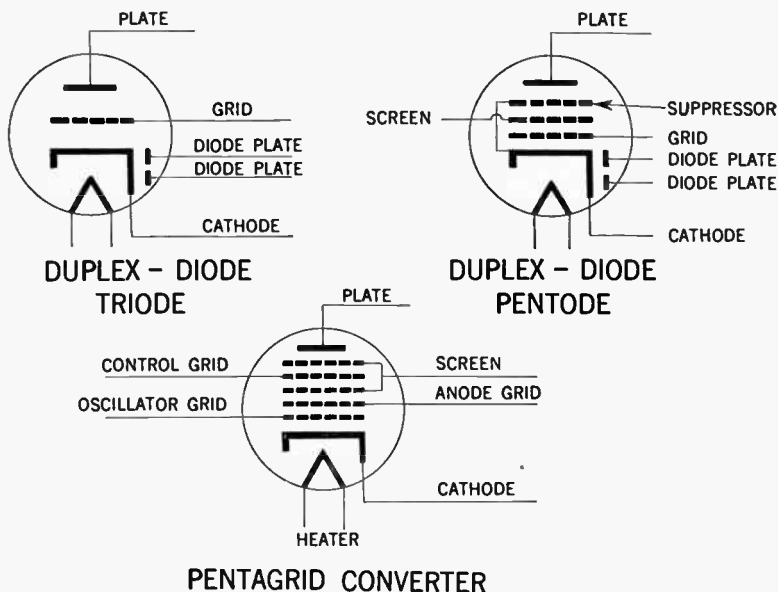 PLATE
GRID
DIODE PLATE
DIODE PLATE
CATHODE
DUPLEX - DIODE
TRIODE
PLATE
SCREEN
SUPPRESSOR
GRID
DIODE PLATE
DIODE PLATE
CATHODE
DUPLEX - DIODE
PENTODE
PLATE
CONTROL GRID
SCREEN
OSCILLATOR GRID
ANODE GRID
CATHODE
HEATER
PENTAGRID CONVERTER